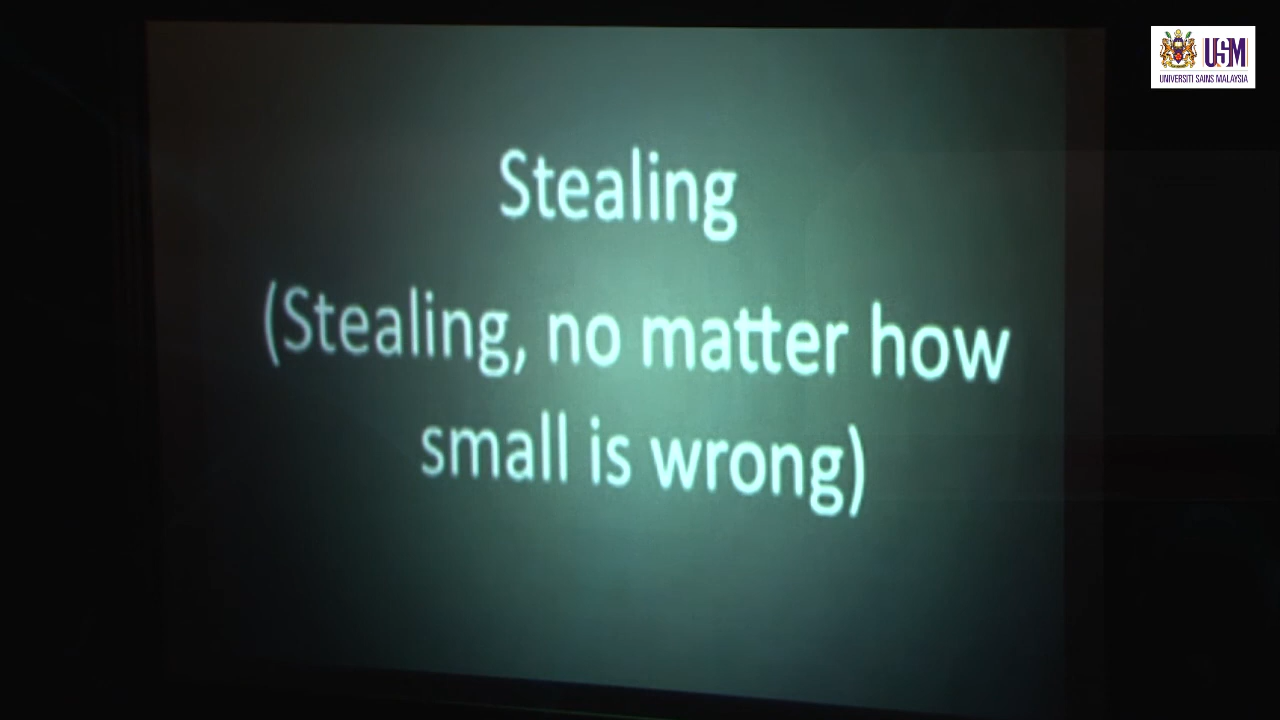 USM
UNIVERSITI SAINS MALAYSIA
Stealing
(Stealing, no matter how
small is wrong)